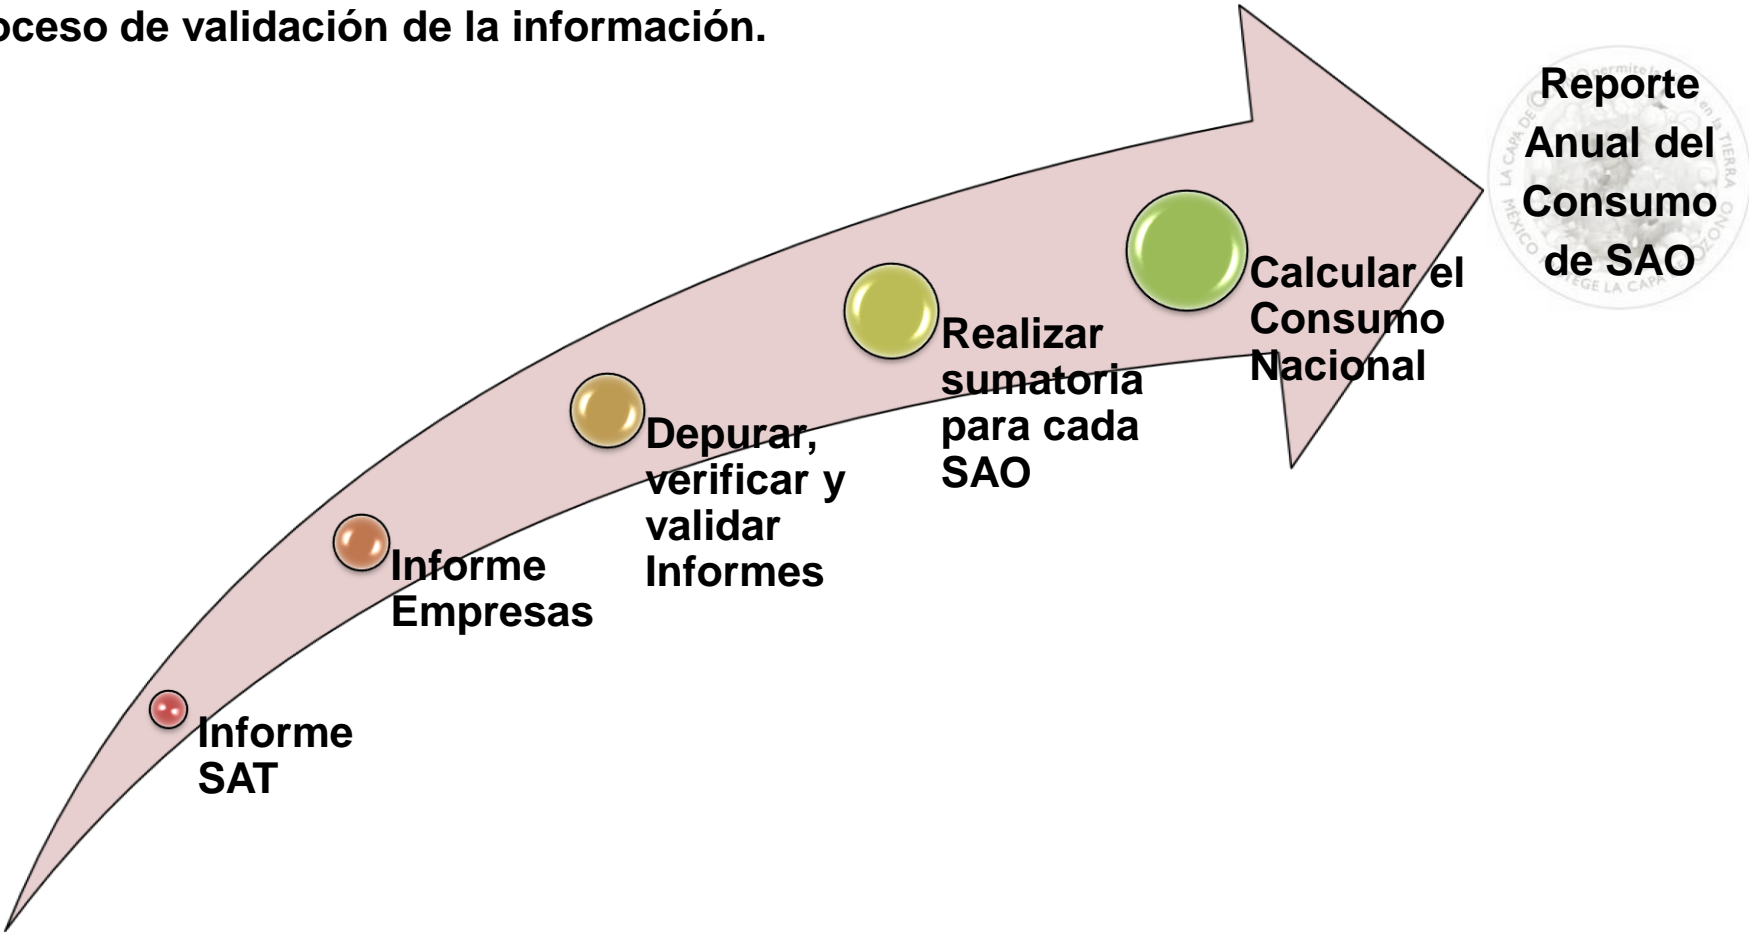 oceso de validación de la información.
Reporte
Anual del
Consumo
de SAO
Calcular el
Consumo
Nacional
Realizar
sumatoria
para cada
SAO
Depurar,
verificar y
validar
Informes
Informe
Empresas
Informe
SAT